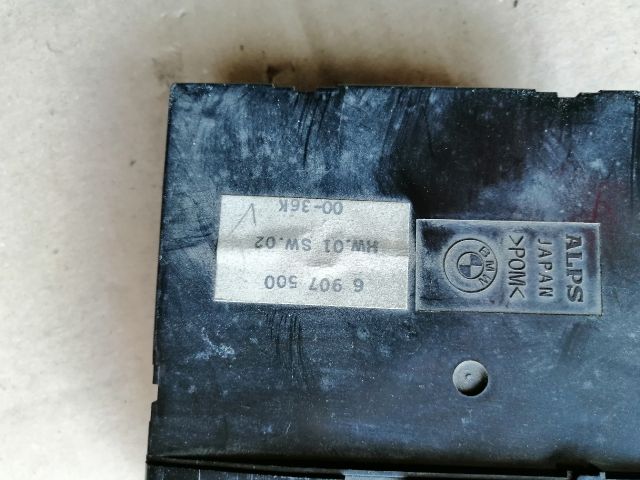 6 907 500
HW.01 SW.02
00-36K
ALPS
JAPAN
>POM<
BMW